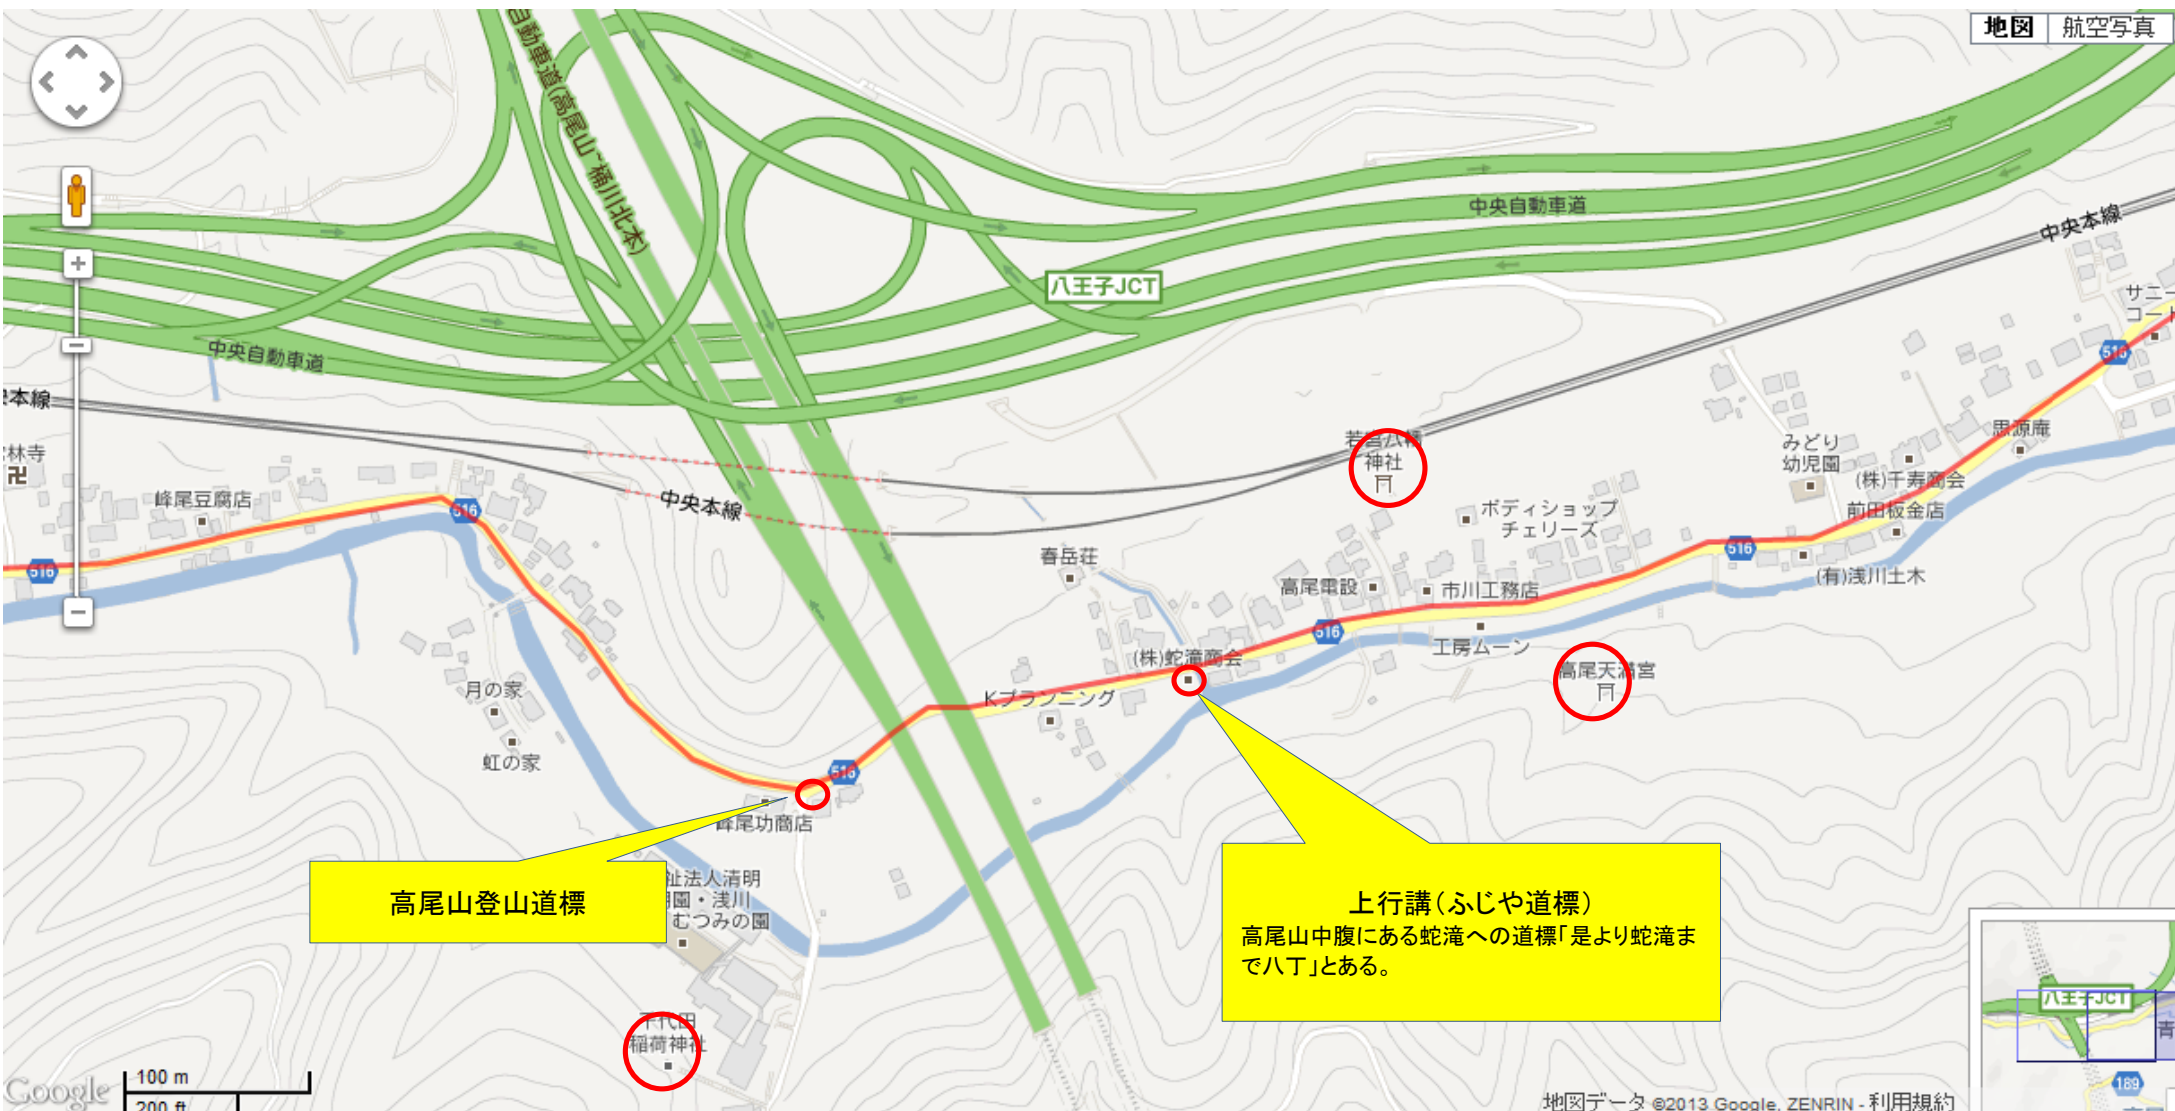 地図
航空写真
自動車道(高尾山~桶川北本)
中央自動車道
中央本線
八王子JCT
サニー
コート
中央自動車道
本線
林寺
峰尾豆腐店
516
中央本線
516
若宮八幡
神社
みどり
幼児園
思源庵
516
(株)千寿商会
前田板金店
ボディショップ
チェリーズ
516
(有)浅川土木
春岳荘
高尾電設
市川工務店
516
工房ムーン
(株)蛇滝商会
高尾天満宮
Kプランニング
月の家
虹の家
516
峰尾功商店
高尾山登山道標
祉法人清明
園・浅川
むつみの園
上行講(ふじや道標)
高尾山中腹にある蛇滝への道標「是より蛇滝ま
で八丁」とある。
千代田
稲荷神社
八王子JCT
青
189
Google
100 m
200 ft
地図データ ©2013 Google, ZENRIN - 利用規約